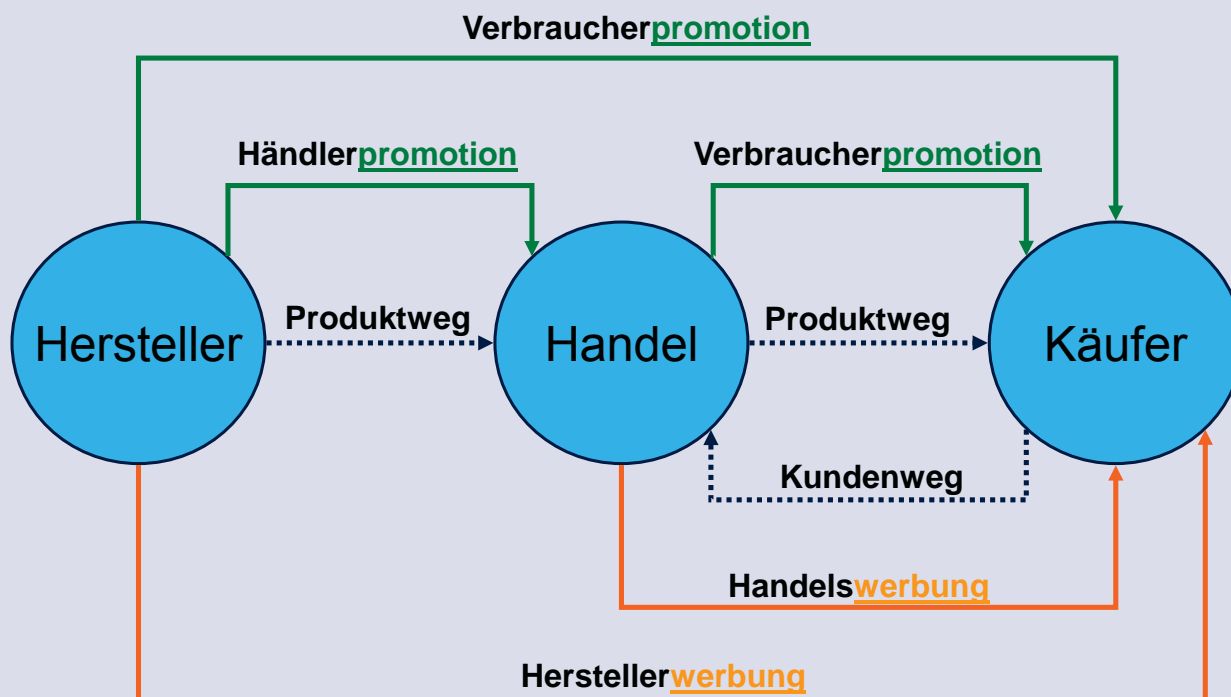 Verbraucherpromotion
Händlerpromotion
Verbraucherpromotion
Hersteller
Produktweg
Handel
Produktweg
Käufer
Kundenweg
Handelswerbung
Herstellerwerbung